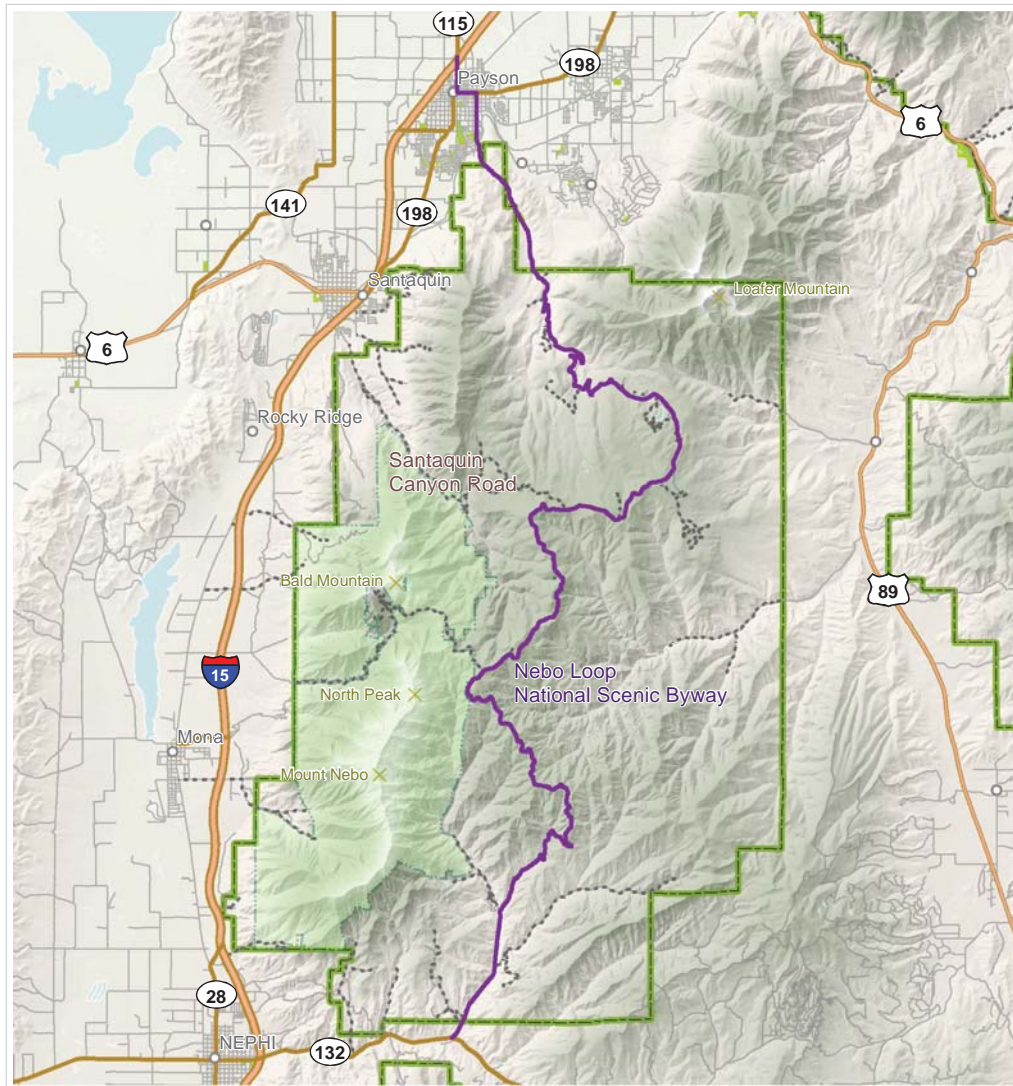 115
Payson
198
6
141
198
Santaquin
Loafer Mountain
6
Rocky Ridge
Santaquin
Canyon Road
Bald Mountain
89
15
Nebo Loop
National Scenic Byway
North Peak
Mona
Mount Nebo
28
NEPHI
132